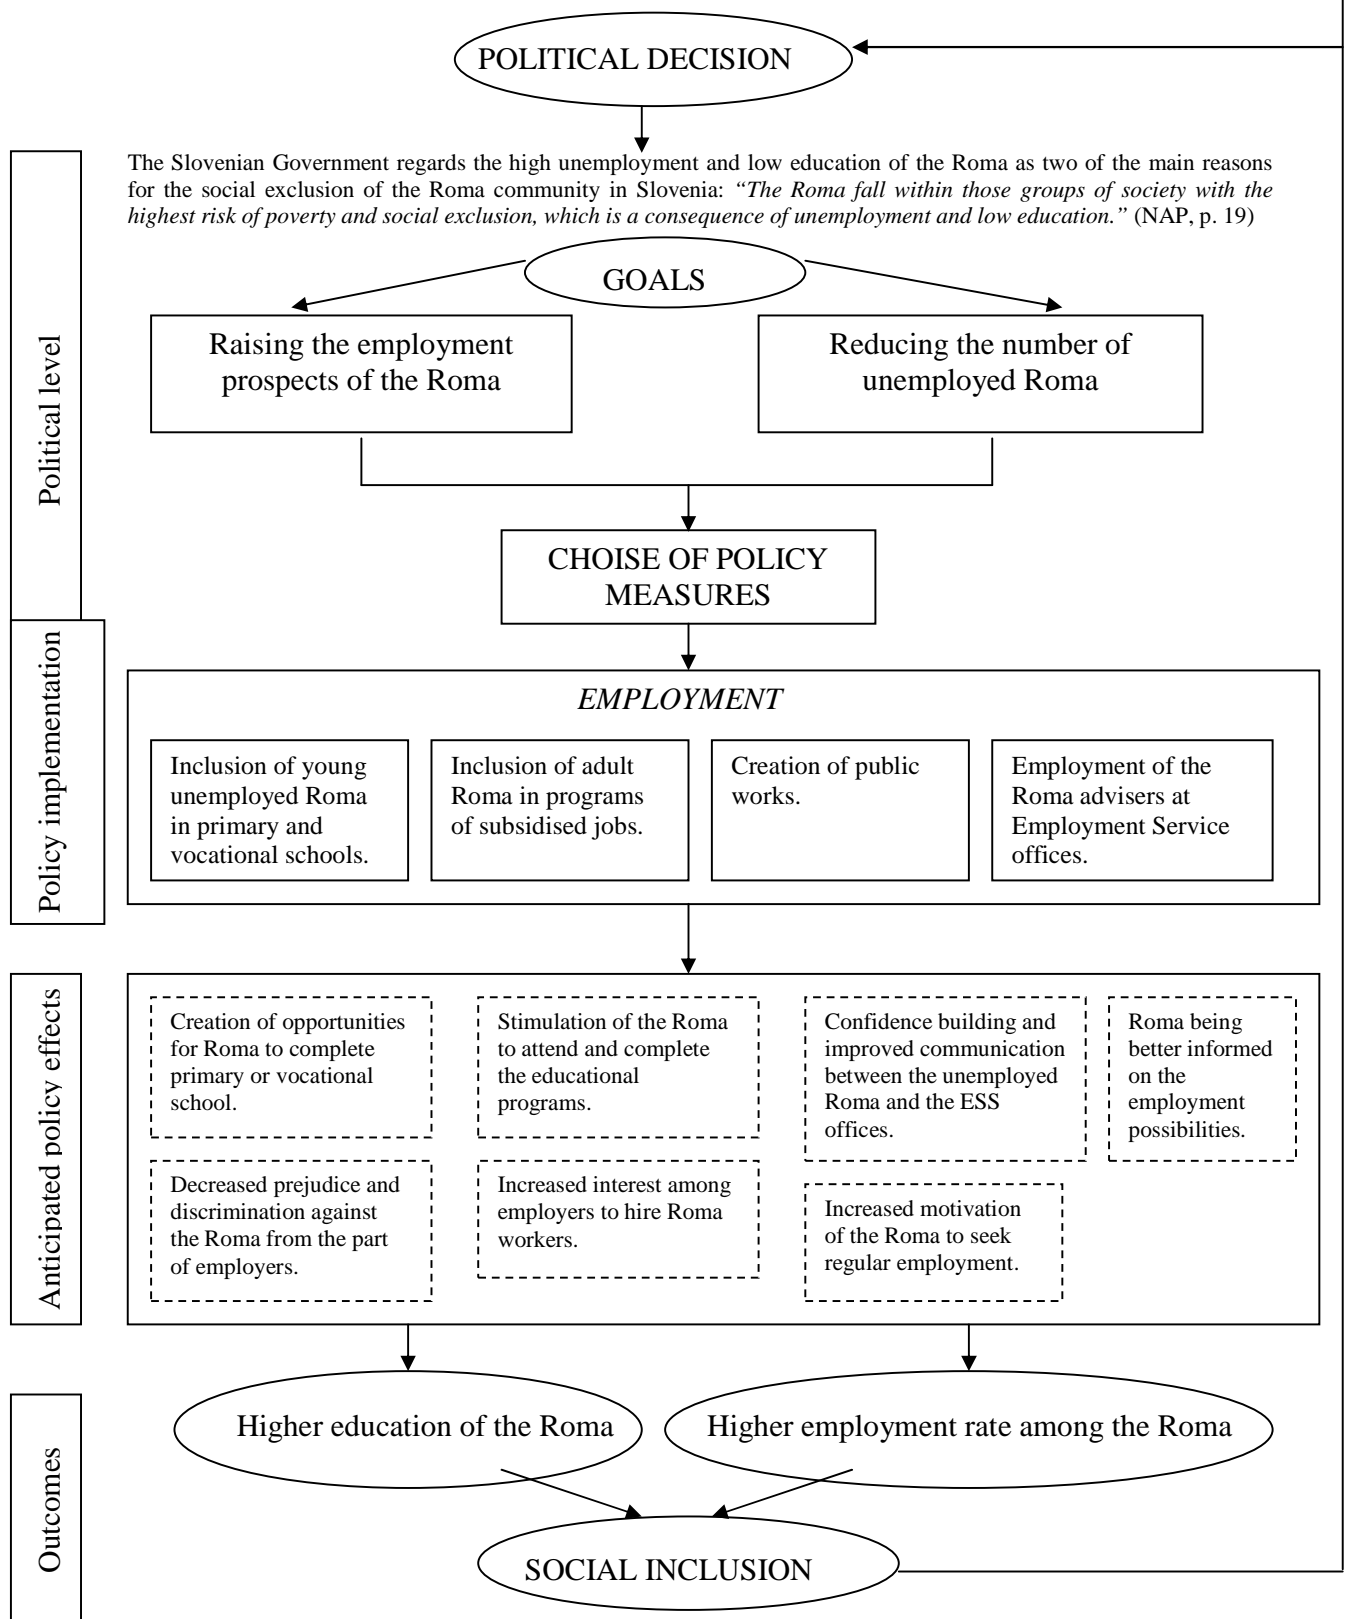 POLITICAL DECISION
The Slovenian Government regards the high unemployment and low education of the Roma as two of the main reasons
for the social exclusion of the Roma community in Slovenia: “The Roma fall within those groups of society with the
highest risk of poverty and social exclusion, which is a consequence of unemployment and low education.” (NAP, p. 19)
GOALS
Political level
Raising the employment
prospects of the Roma
Reducing the number of
unemployed Roma
CHOISE OF POLICY
MEASURES
Policy implementation
EMPLOYMENT
Inclusion of young
unemployed Roma
in primary and
vocational schools.
Inclusion of adult
Roma in programs
of subsidised jobs.
Creation of public
works.
Employment of the
Roma advisers at
Employment Service
offices.
Anticipated policy effects
Creation of opportunities
for Roma to complete
primary or vocational
school.
Stimulation of the Roma
to attend and complete
the educational
programs.
Confidence building and
improved communication
between the unemployed
Roma and the ESS
offices.
Roma being
better informed
on the
employment
possibilities.
Decreased prejudice and
discrimination against
the Roma from the part
of employers.
Increased interest among
employers to hire Roma
workers.
Increased motivation
of the Roma to seek
regular employment.
Outcomes
Higher education of the Roma
Higher employment rate among the Roma
SOCIAL INCLUSION